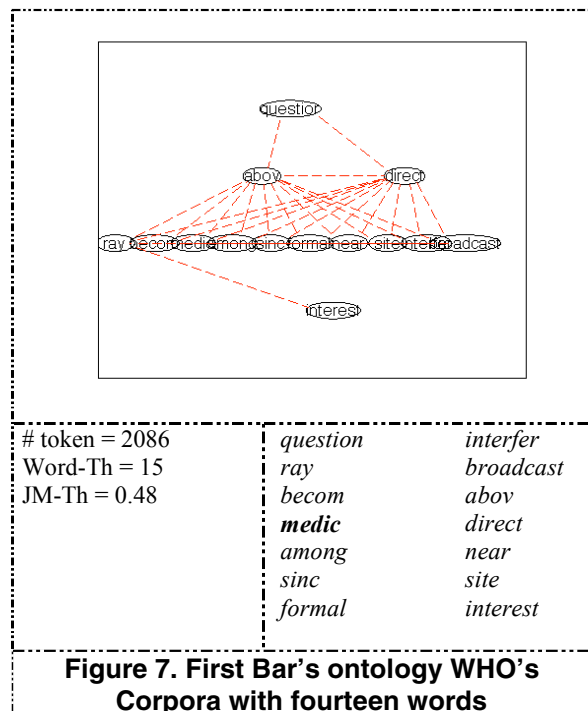 question
abov direct
ray becom medic among sinc formal near site interfer broadcast
interest
# token = 2086
Word-Th = 15
JM-Th = 0.48
question interfer
ray broadcast
becom abov
medic direct
among near
sinc site
formal interest
Figure 7. First Bar's ontology WHO's
Corpora with fourteen words